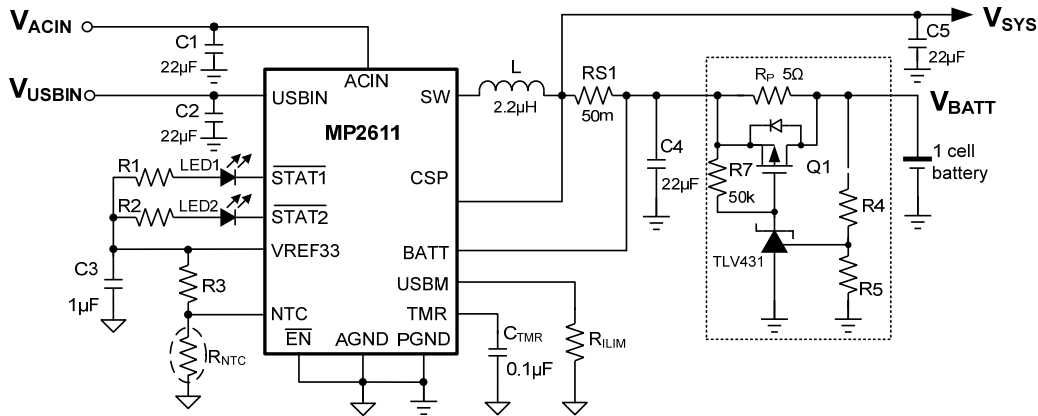 VACIN
C1
22μF
VUSBIN
C2
22μF
ACIN
USBIN
MP2611
SW
L
2.2μH
RS1
50m
C5
22μF
VSYS
RP 5Ω
VBATT
Q1
R7
50k
C4
22μF
1 cell
battery
R1
LED1
STAT1
R2
LED2
STAT2
CSP
R4
TLV431
R5
VREF33
BATT
C3
1μF
R3
USBM
NTC
TMR
RNTC
EN
AGND
PGND
CTMR
0.1μF
RILIM